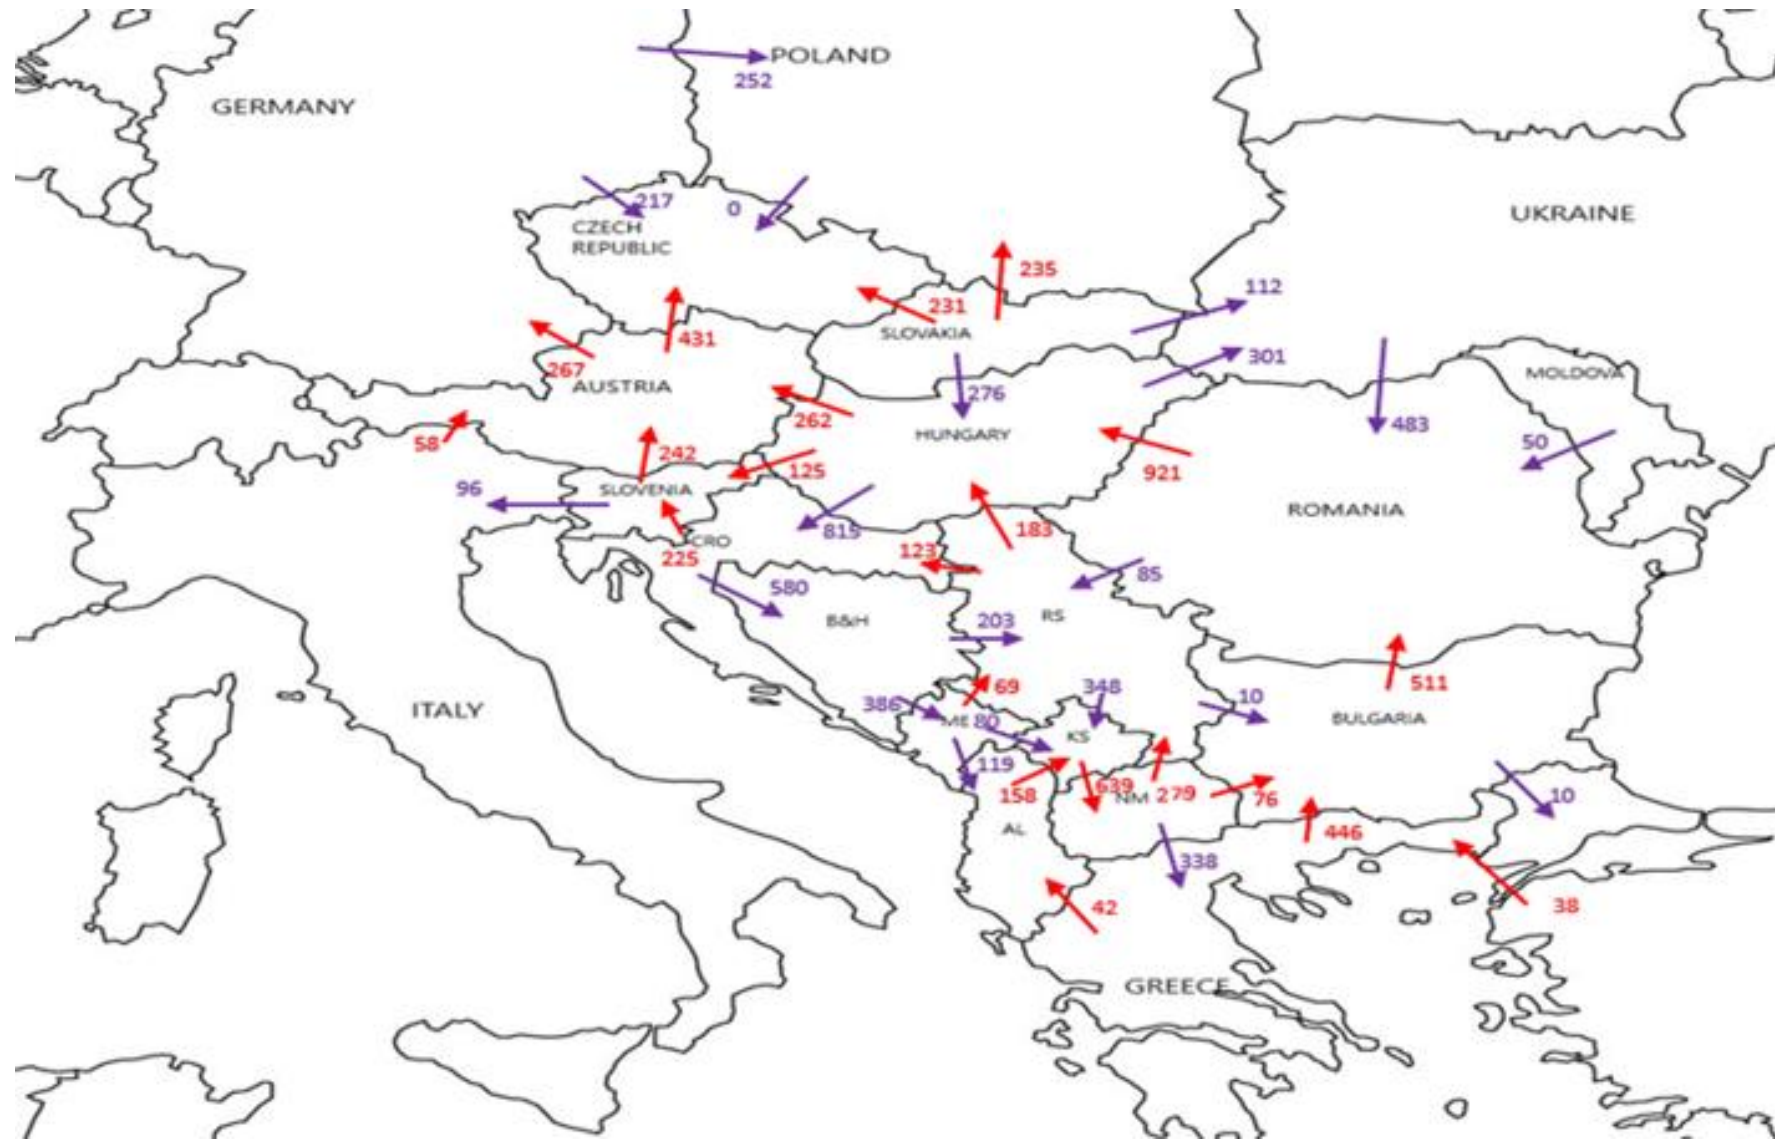 POLAND
252
GERMANY
217
0
CZECH
REPUBLIC
UKRAINE
235
112
231
SLOVAKIA
431
301
267
AUSTRIA
276
MOLDOVA
262
HUNGARY
483
58
242
50
125
921
96
SLOVENIA
ROMANIA
815
183
CRO
225
123
85
580
B&H
203
RS
69
348
386
ME
80
10
511
ITALY
BULGARIA
KS
119
158
639
NM
279
76
10
AL
446
338
42
38
GREECE